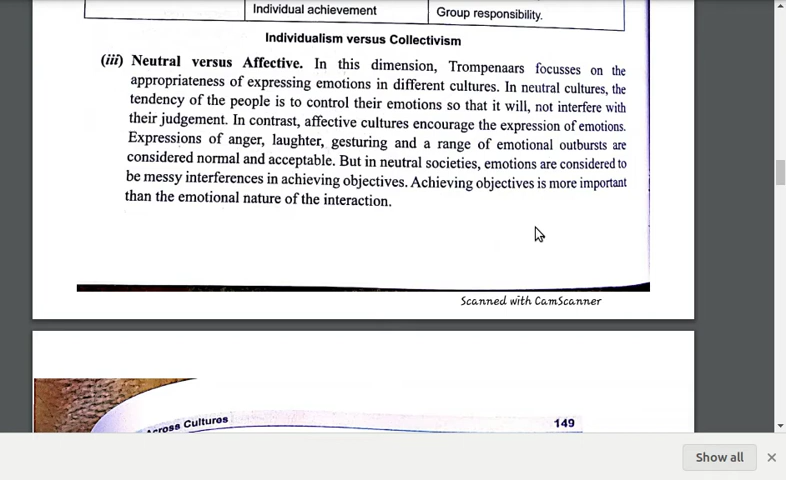 Individual achievement Group responsibility.
Individualism versus Collectivism
(iii) Neutral versus Affective. In this dimension, Trompenaars focusses on the
appropriateness of expressing emotions in different cultures. In neutral cultures, the
tendency of the people is to control their emotions so that it will, not interfere with
their judgement. In contrast, affective cultures encourage the expression of emotions.
Expressions of anger, laughter, gesturing and a range of emotional outbursts are
considered normal and acceptable. But in neutral societies, emotions are considered to
be messy interferences in achieving objectives. Achieving objectives is more important
than the emotional nature of the interaction.
Scanned with CamScanner
Cultures 149
Show all